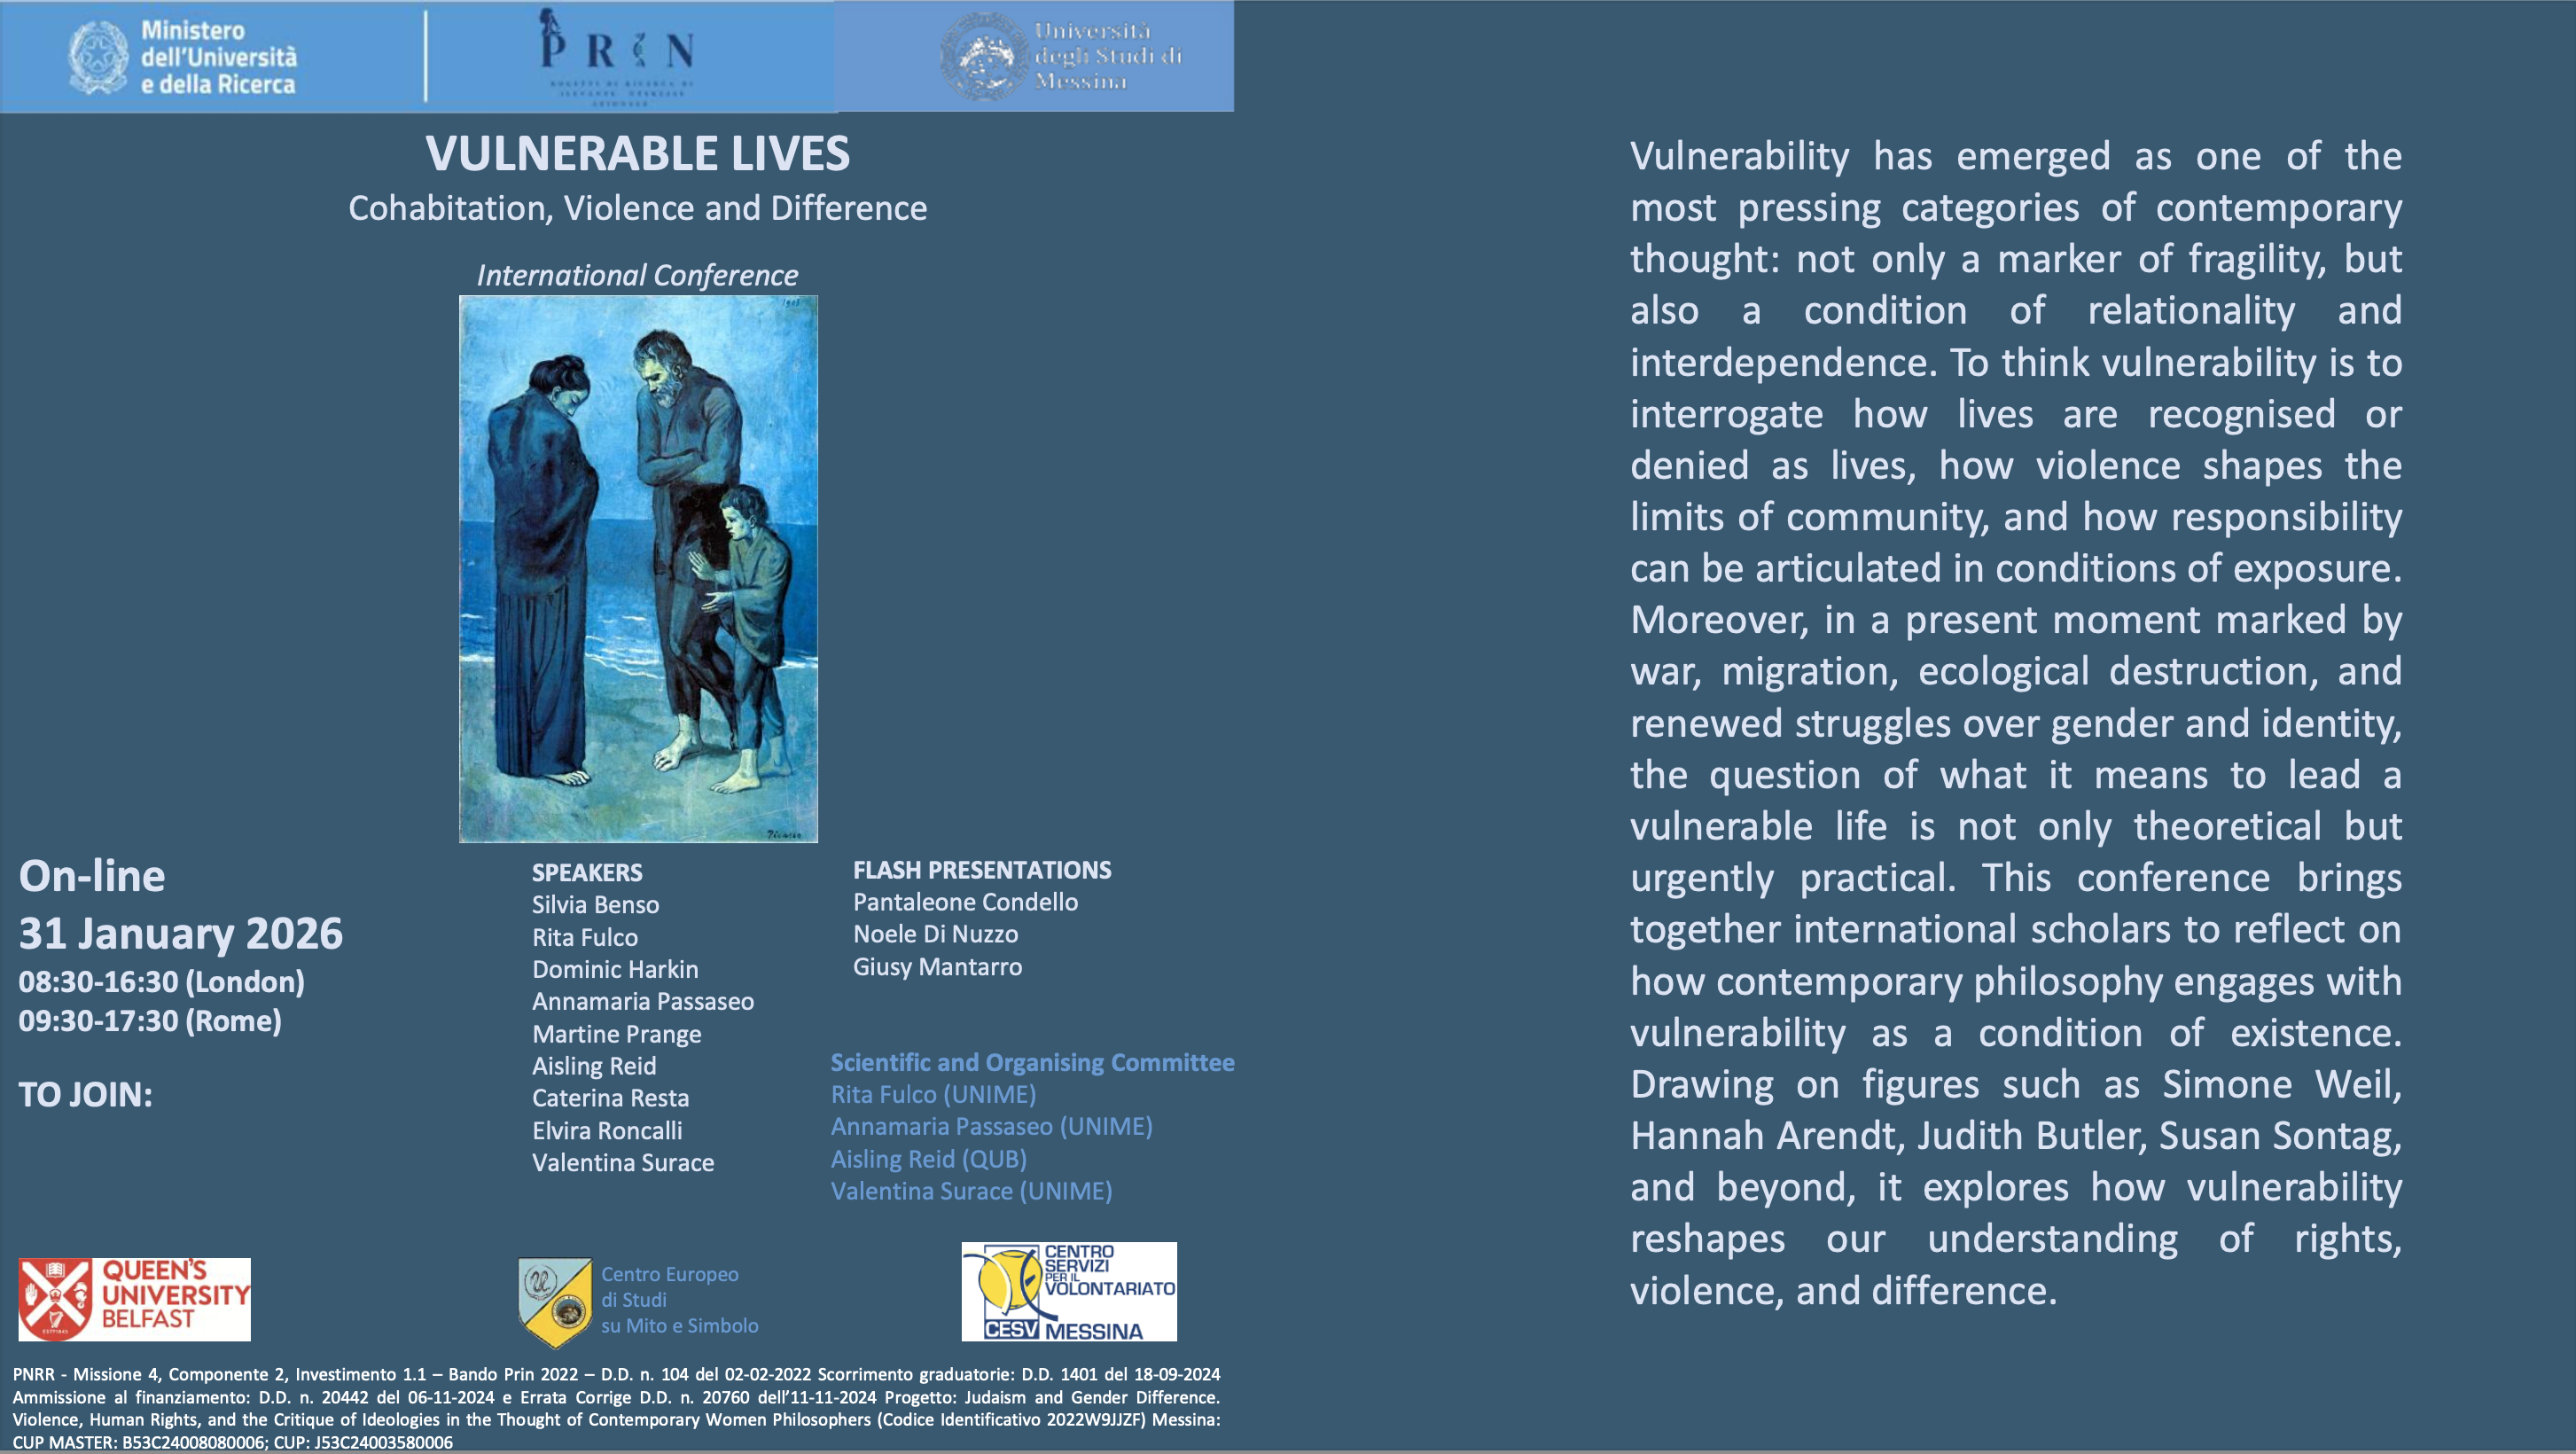 Ministero
dell'Università
e della Ricerca
PRIN
Università
degli Studi di
Messina
VULNERABLE LIVES
Cohabitation, Violence and Difference
International Conference
Picasso
On-line
31 January 2026
08:30-16:30 (London)
09:30-17:30 (Rome)
TO JOIN:
SPEAKERS
Silvia Benso
Rita Fulco
Dominic Harkin
Annamaria Passaseo
Martine Prange
Aisling Reid
Caterina Resta
Elvira Roncalli
Valentina Surace
FLASH PRESENTATIONS
Pantaleone Condello
Noele Di Nuzzo
Giusy Mantarro
Scientific and Organising Committee
Rita Fulco (UNIME)
Annamaria Passaseo (UNIME)
Aisling Reid (QUB)
Valentina Surace (UNIME)
QUEEN'S
UNIVERSITY
BELFAST
Centro Europeo
di Studi
su Mito e Simbolo
CENTRO
SERVIZI
PER IL
VOLONTARIATO
CESV MESSINA
PNRR - Missione 4, Componente 2, Investimento 1.1 – Bando Prin 2022 – D.D. n. 104 del 02-02-2022 Scorrimento graduatorie: D.D. 1401 del 18-09-2024
Ammissione al finanziamento: D.D. n. 20442 del 06-11-2024 e Errata Corrige D.D. n. 20760 dell'11-11-2024 Progetto: Judaism and Gender Difference.
Violence, Human Rights, and the Critique of Ideologies in the Thought of Contemporary Women Philosophers (Codice Identificativo 2022W9JJZF) Messina:
CUP MASTER: B53C24008080006; CUP: J53C24003580006
Vulnerability has emerged as one of the
most pressing categories of contemporary
thought: not only a marker of fragility, but
also a condition of relationality and
interdependence. To think vulnerability is to
interrogate how lives are recognised or
denied as lives, how violence shapes the
limits of community, and how responsibility
can be articulated in conditions of exposure.
Moreover, in a present moment marked by
war, migration, ecological destruction, and
renewed struggles over gender and identity,
the question of what it means to lead a
vulnerable life is not only theoretical but
urgently practical. This conference brings
together international scholars to reflect on
how contemporary philosophy engages with
vulnerability as a condition of existence.
Drawing on figures such as Simone Weil,
Hannah Arendt, Judith Butler, Susan Sontag,
and beyond, it explores how vulnerability
reshapes our understanding of rights,
violence, and difference.